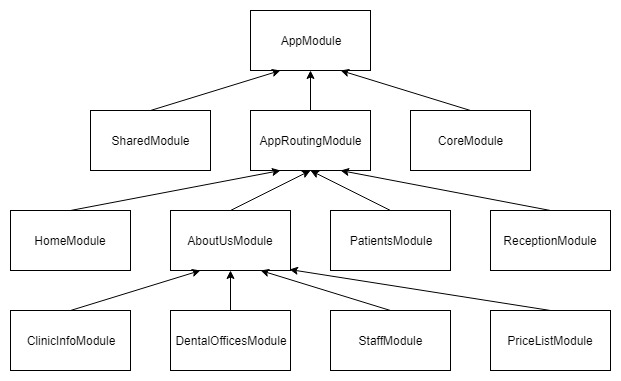 AppModule
SharedModule
AppRoutingModule
CoreModule
HomeModule
AboutUsModule
PatientsModule
ReceptionModule
ClinicInfoModule
DentalOfficesModule
StaffModule
PriceListModule